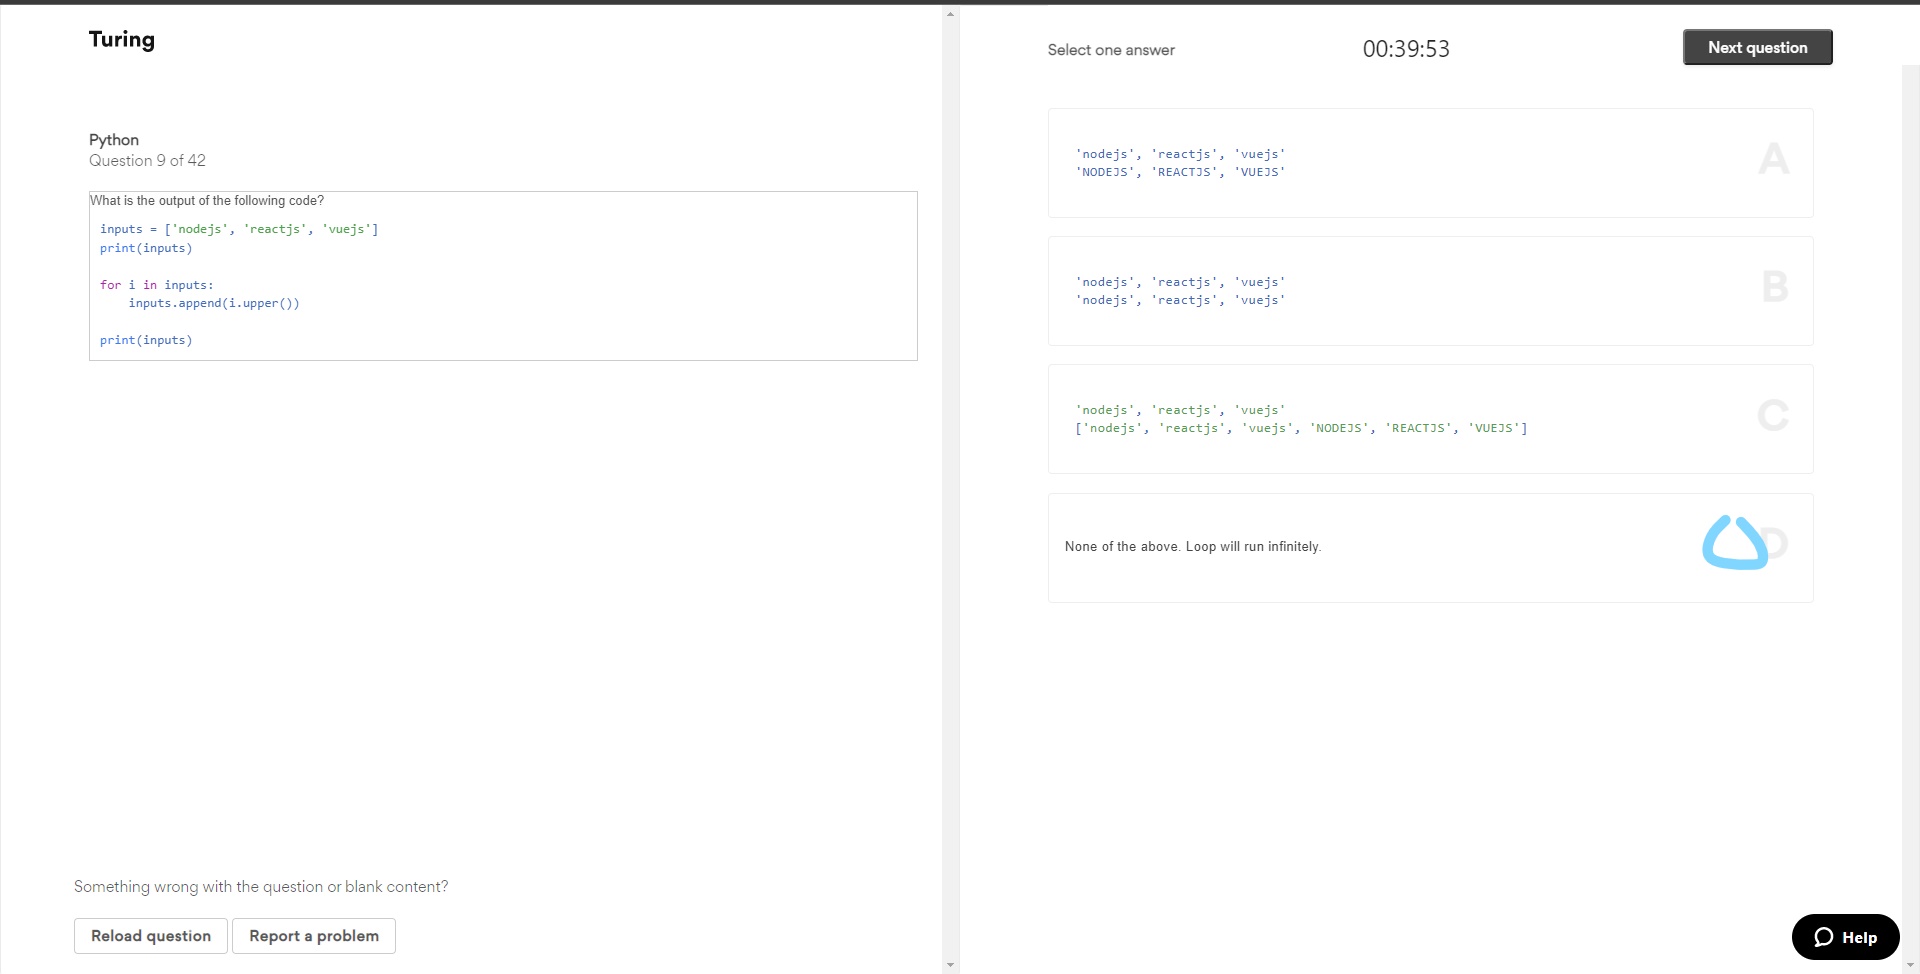 Turing
Select one answer
00:39:53
Next question
Python
Question 9 of 42
What is the output of the following code?
inputs = ['nodejs', 'reactjs', 'vuejs']
print(inputs)
for i in inputs:
    inputs.append(i.upper())
print(inputs)
'nodejs', 'reactjs', 'vuejs'
'NODEJS', 'REACTJS', 'VUEJS'
A
'nodejs', 'reactjs', 'vuejs'
'nodejs', 'reactjs', 'vuejs'
B
'nodejs', 'reactjs', 'vuejs'
['nodejs', 'reactjs', 'vuejs', 'NODEJS', 'REACTJS', 'VUEJS']
C
None of the above. Loop will run infinitely.
D
Something wrong with the question or blank content?
Reload question
Report a problem
Help